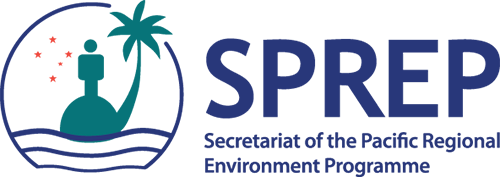 SPREP
Secretariat of the Pacific Regional
Environment Programme